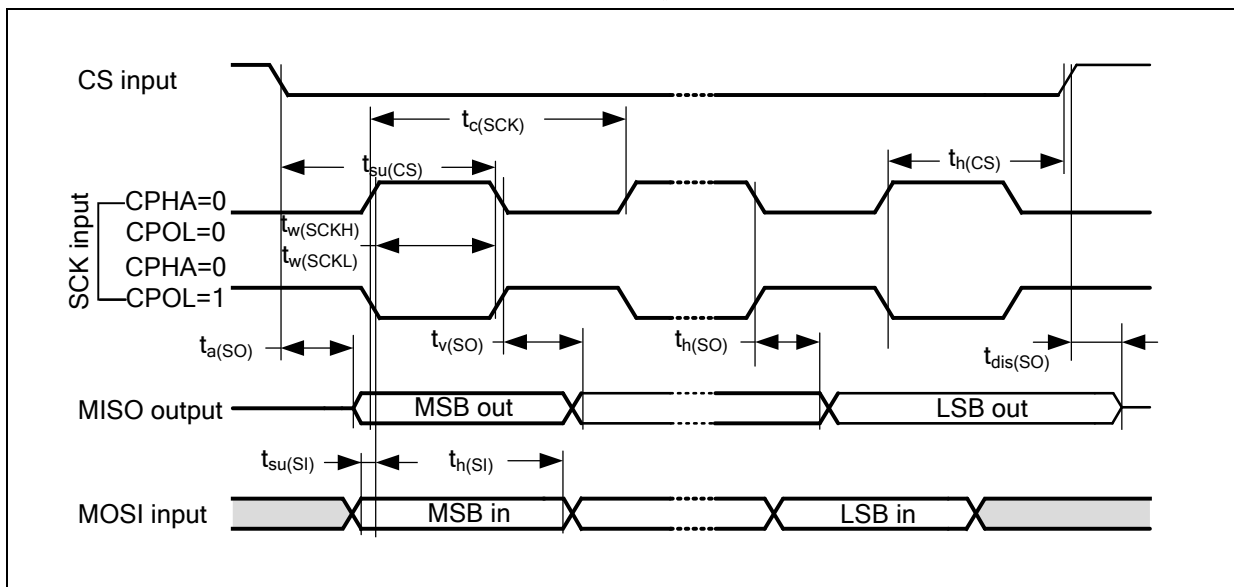 CS input
tc(SCK)
tsu(CS)
th(CS)
SCK input
CPHA=0
CPOL=0
CPHA=0
CPOL=1
tw(SCKH)
tw(SCKL)
ta(SO)
tv(SO)
th(SO)
tdis(SO)
MISO output
MSB out
LSB out
tsu(SI)
th(SI)
MOSI input
MSB in
LSB in